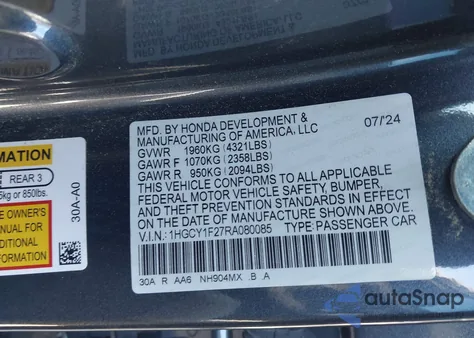 MFD. BY HONDA DEVELOPMENT &
MANUFACTURING OF AMERICA, LLC 07/'24
GVWR 1960KG (4321LBS)
GAWR F 1070KG (2358LBS)
GAWR R 950KG (2094LBS)
THIS VEHICLE CONFORMS TO ALL APPLICABLE
FEDERAL MOTOR VEHICLE SAFETY, BUMPER,
AND THEFT PREVENTION STANDARDS IN EFFECT
ON THE DATE OF MANUFACTURE SHOWN ABOVE.
V.I.N.: 1HGCY1F27RA080085 TYPE: PASSENGER CAR
30A R AA6 NH904MX .B A
REAR 3
kg or 850lbs.
OWNER'S
MANUAL FOR
ADDITIONAL
FORMATION
30A-A0
autoSnap